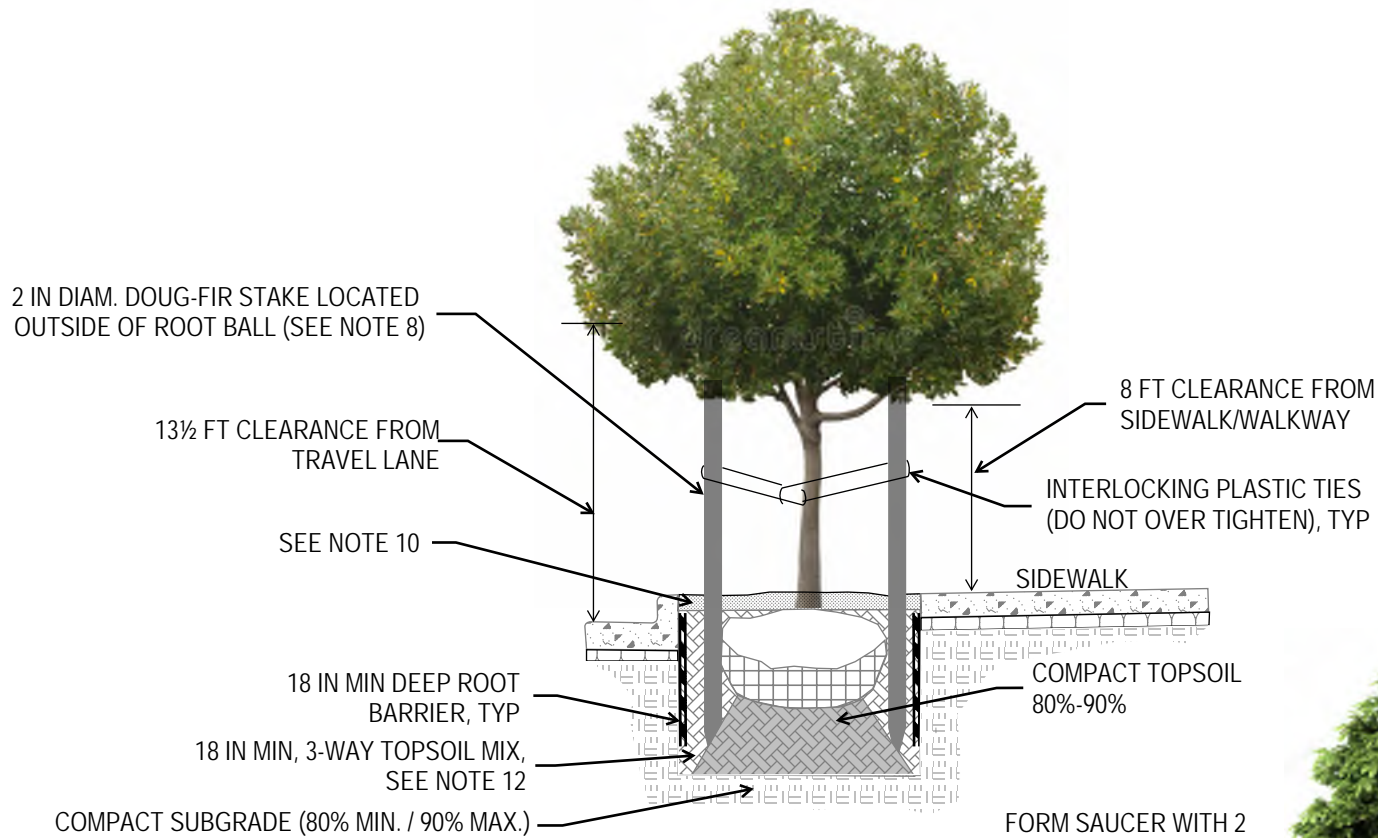 2 IN DIAM. DOUG-FIR STAKE LOCATED
OUTSIDE OF ROOT BALL (SEE NOTE 8)
13½ FT CLEARANCE FROM
TRAVEL LANE
SEE NOTE 10
18 IN MIN DEEP ROOT
BARRIER, TYP
18 IN MIN, 3-WAY TOPSOIL MIX,
SEE NOTE 12
COMPACT SUBGRADE (80% MIN. / 90% MAX.)
8 FT CLEARANCE FROM
SIDEWALK/WALKWAY
INTERLOCKING PLASTIC TIES
(DO NOT OVER TIGHTEN), TYP
SIDEWALK
COMPACT TOPSOIL
80%-90%
FORM SAUCER WITH 2